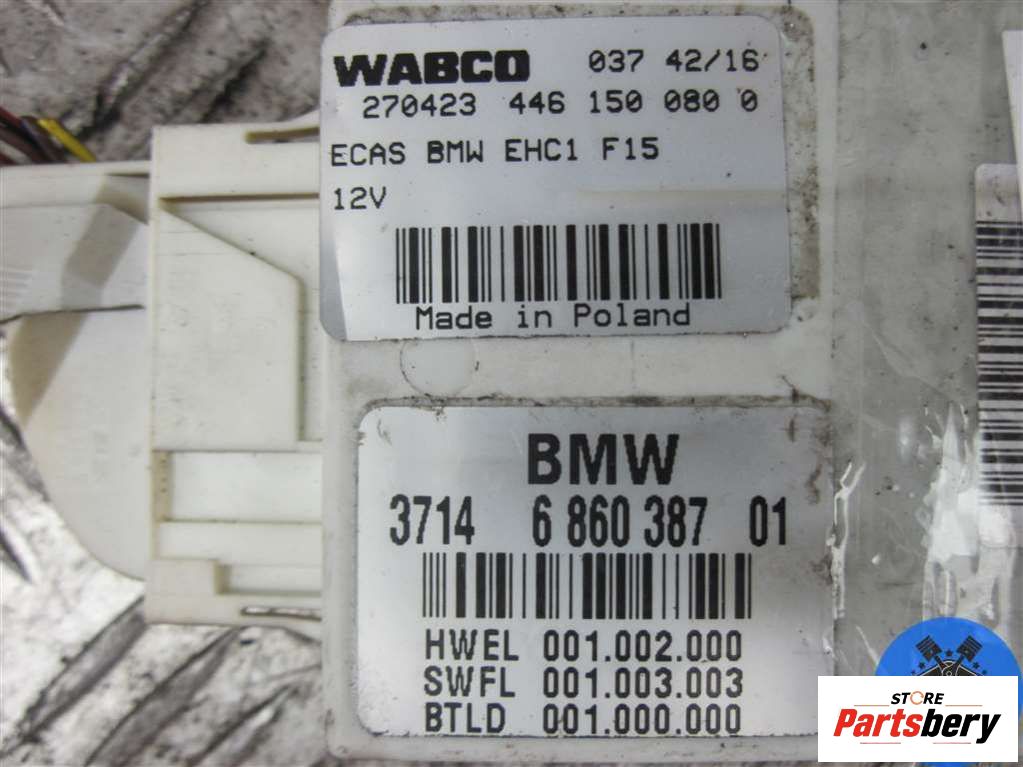 WABCO 037 42/16
270423 446 150 080 0
ECAS BMW EHC1 F15
12V
Made in Poland
BMW
3714 6 860 387 01
HWEL 001.002.000
SWFL 001.003.003
BTLD 001.000.000
STORE
Partsbery